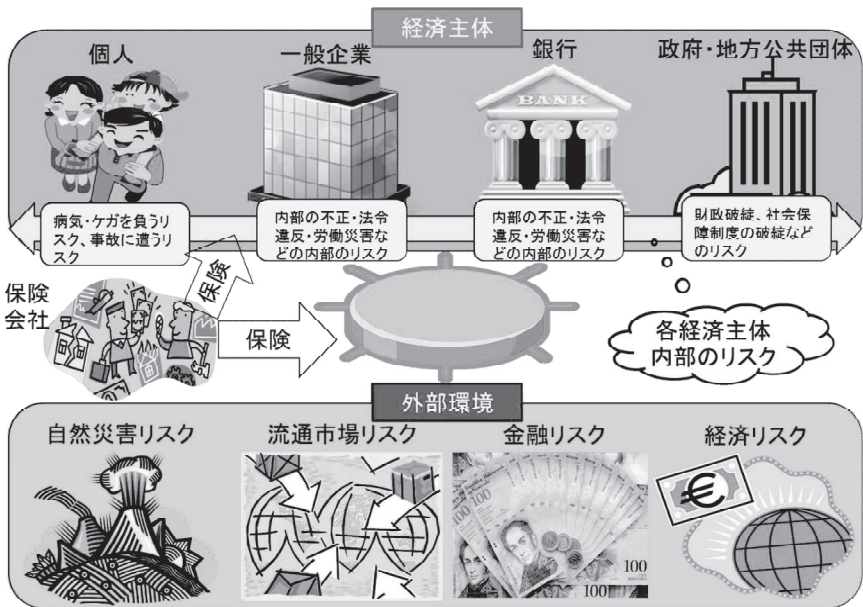 経済主体
個人
一般企業
銀行
政府・地方公共団体
BANK
病気・ケガを負うリ
スク、事故に遭うリ
スク
内部の不正・法令
違反・労働災害な
どの内部のリスク
内部の不正・法令
違反・労働災害な
どの内部のリスク
財政破綻、社会保
障制度の破綻など
のリスク
保険
保険
会社
保険
各経済主体
内部のリスク
外部環境
自然災害リスク
流通市場リスク
金融リスク
経済リスク
100
100
100
€